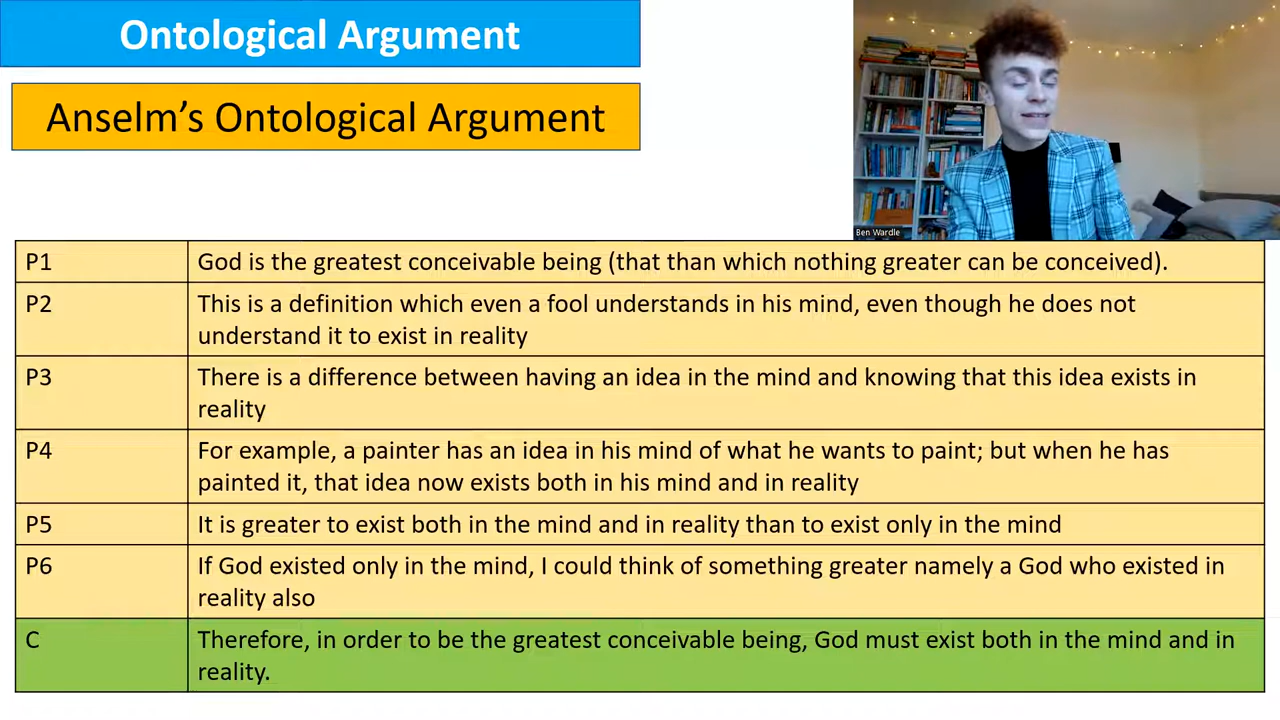 Ontological Argument
Anselm’s Ontological Argument
Ben Wardle
P1
God is the greatest conceivable being (that than which nothing greater can be conceived).
P2
This is a definition which even a fool understands in his mind, even though he does not
understand it to exist in reality
P3
There is a difference between having an idea in the mind and knowing that this idea exists in
reality
P4
For example, a painter has an idea in his mind of what he wants to paint; but when he has
painted it, that idea now exists both in his mind and in reality
P5
It is greater to exist both in the mind and in reality than to exist only in the mind
P6
If God existed only in the mind, I could think of something greater namely a God who existed in
reality also
C
Therefore, in order to be the greatest conceivable being, God must exist both in the mind and in
reality.